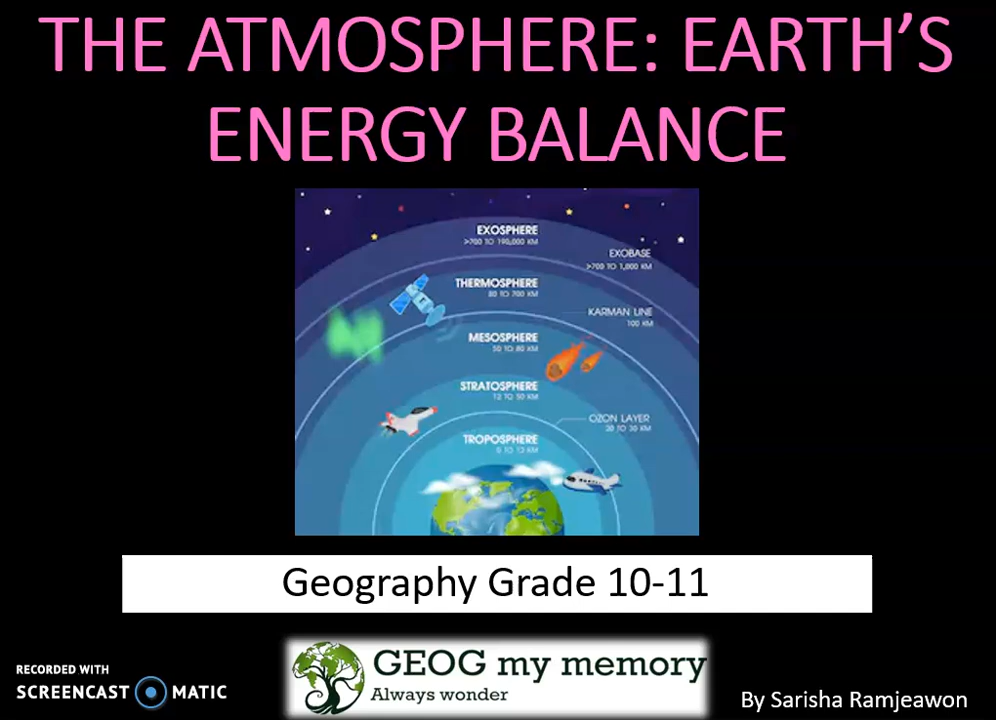 THE ATMOSPHERE: EARTH’S
ENERGY BALANCE
EXOSPHERE
>700 TO 190,000 KM
EXOBASE
>700 TO 1,000 KM
THERMOSPHERE
80 TO 700 KM
KARMAN LINE
100 KM
MESOSPHERE
50 TO 80 KM
STRATOSPHERE
12 TO 50 KM
OZON LAYER
20 TO 30 KM
TROPOSPHERE
0 TO 12 KM
Geography Grade 10-11
RECORDED WITH
SCREENCAST MATIC
GEOG my memory
Always wonder
By Sarisha Ramjeawon